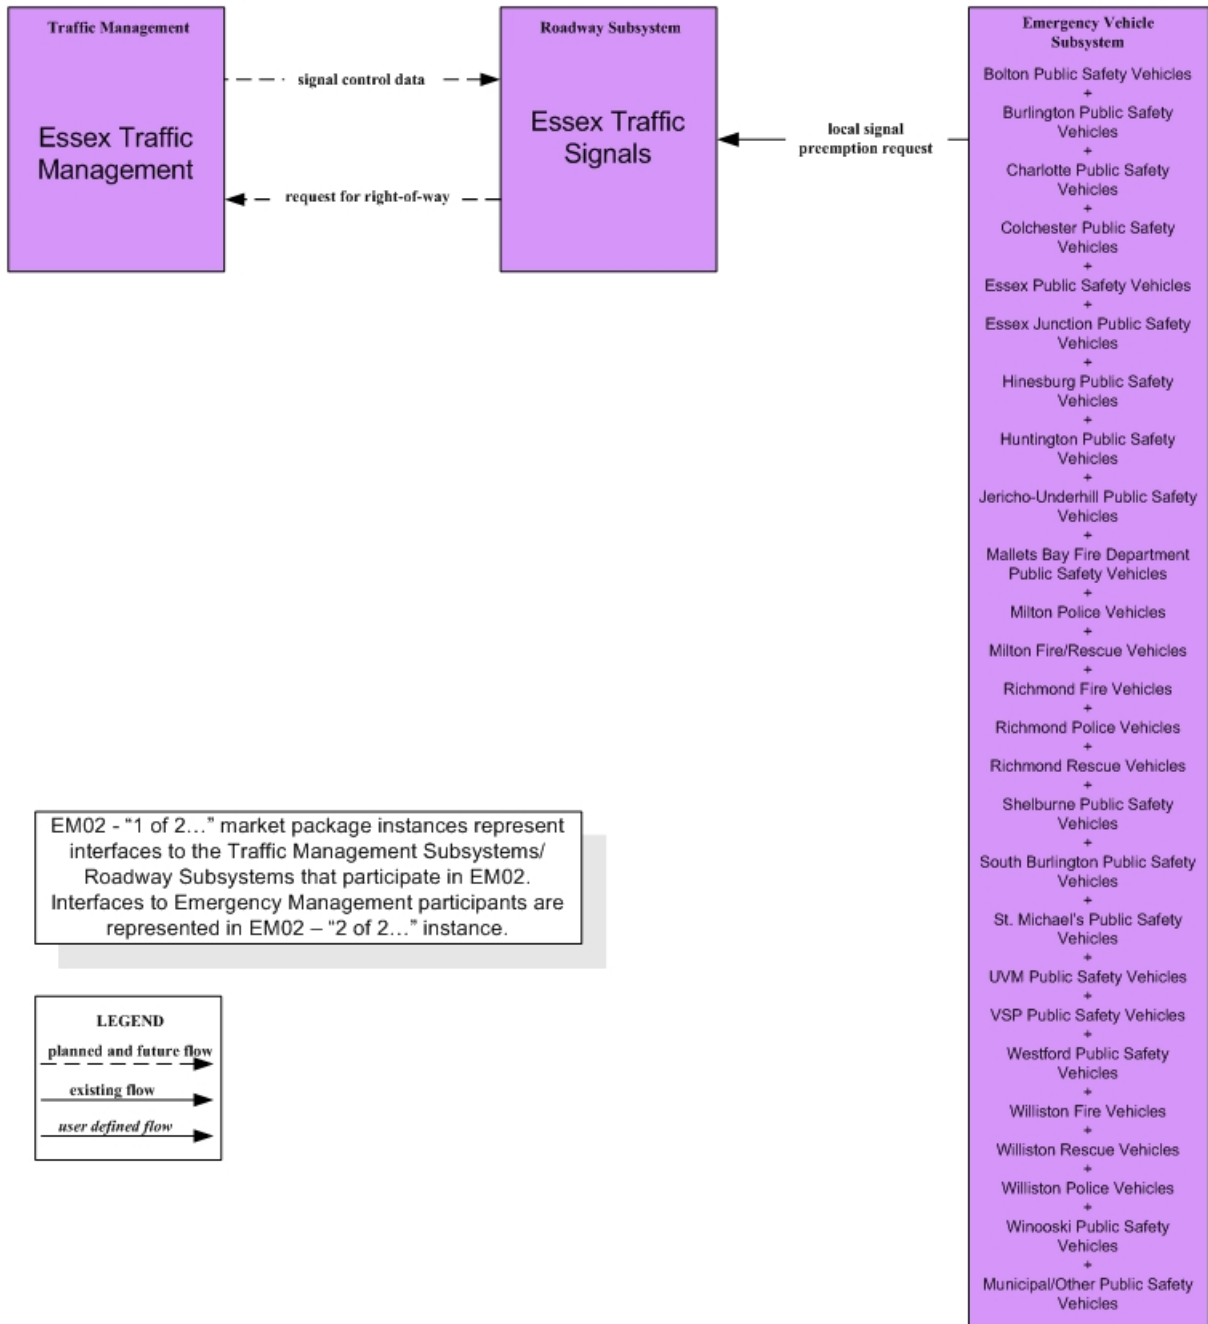 Traffic Management
Essex Traffic
Management
signal control data
request for right-of-way
Roadway Subsystem
Essex Traffic
Signals
local signal
preemption request
Emergency Vehicle
Subsystem
Bolton Public Safety Vehicles
+
Burlington Public Safety
Vehicles
+
Charlotte Public Safety
Vehicles
+
Colchester Public Safety
Vehicles
+
Essex Public Safety Vehicles
+
Essex Junction Public Safety
Vehicles
+
Hinesburg Public Safety
Vehicles
+
Huntington Public Safety
Vehicles
+
Jericho-Underhill Public Safety
Vehicles
+
Mallets Bay Fire Department
Public Safety Vehicles
+
Milton Police Vehicles
+
Milton Fire/Rescue Vehicles
+
Richmond Fire Vehicles
+
Richmond Police Vehicles
+
Richmond Rescue Vehicles
+
Shelburne Public Safety
Vehicles
+
South Burlington Public Safety
Vehicles
+
St. Michael's Public Safety
Vehicles
+
UVM Public Safety Vehicles
+
VSP Public Safety Vehicles
+
Westford Public Safety
Vehicles
+
Williston Fire Vehicles
+
Williston Rescue Vehicles
+
Williston Police Vehicles
+
Winooski Public Safety
Vehicles
+
Municipal/Other Public Safety
Vehicles
EM02 - “1 of 2…” market package instances represent
interfaces to the Traffic Management Subsystems/
Roadway Subsystems that participate in EM02.
Interfaces to Emergency Management participants are
represented in EM02 – “2 of 2…” instance.
LEGEND
planned and future flow
existing flow
user defined flow